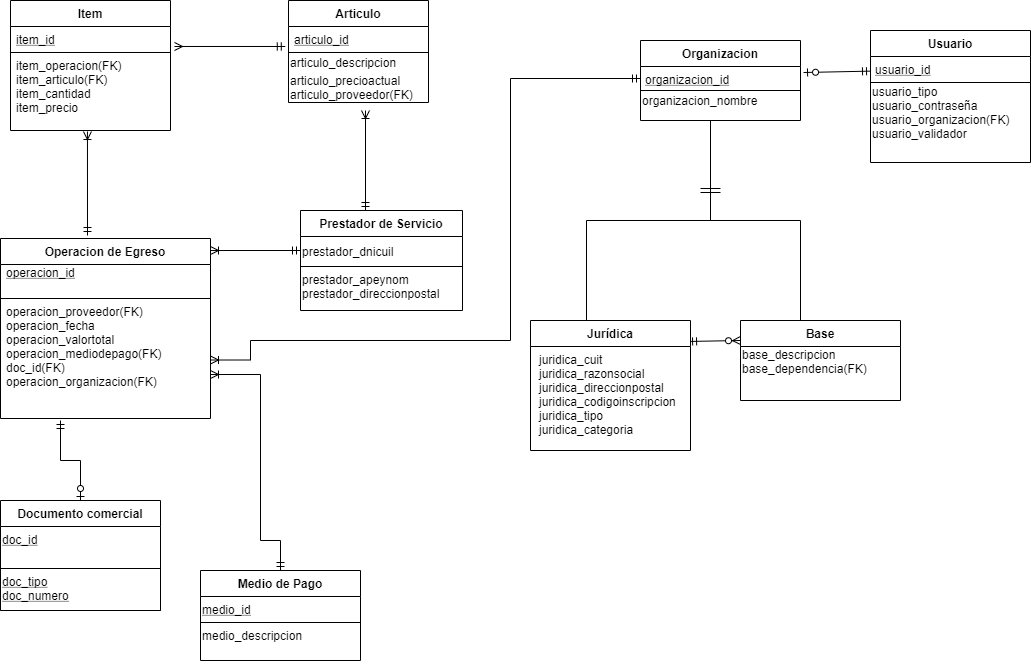 Item
item_id
item_operacion(FK)
item_articulo(FK)
item_cantidad
item_precio
Articulo
articulo_id
articulo_descripcion
articulo_precioactual
articulo_proveedor(FK)
Organizacion
organizacion_id
organizacion_nombre
Usuario
usuario_id
usuario_tipo
usuario_contraseña
usuario_organizacion(FK)
usuario_validador
Operacion de Egreso
operacion_id
operacion_proveedor(FK)
operacion_fecha
operacion_valortotal
operacion_mediodepago(FK)
doc_id(FK)
operacion_organizacion(FK)
Prestador de Servicio
prestador_dnicuil
prestador_apeynom
prestador_direccionpostal
Jurídica
juridica_cuit
juridica_razonsocial
juridica_direccionpostal
juridica_codigoinscripcion
juridica_tipo
juridica_categoria
Base
base_descripcion
base_dependencia(FK)
Documento comercial
doc_id
doc_tipo
doc_numero
Medio de Pago
medio_id
medio_descripcion